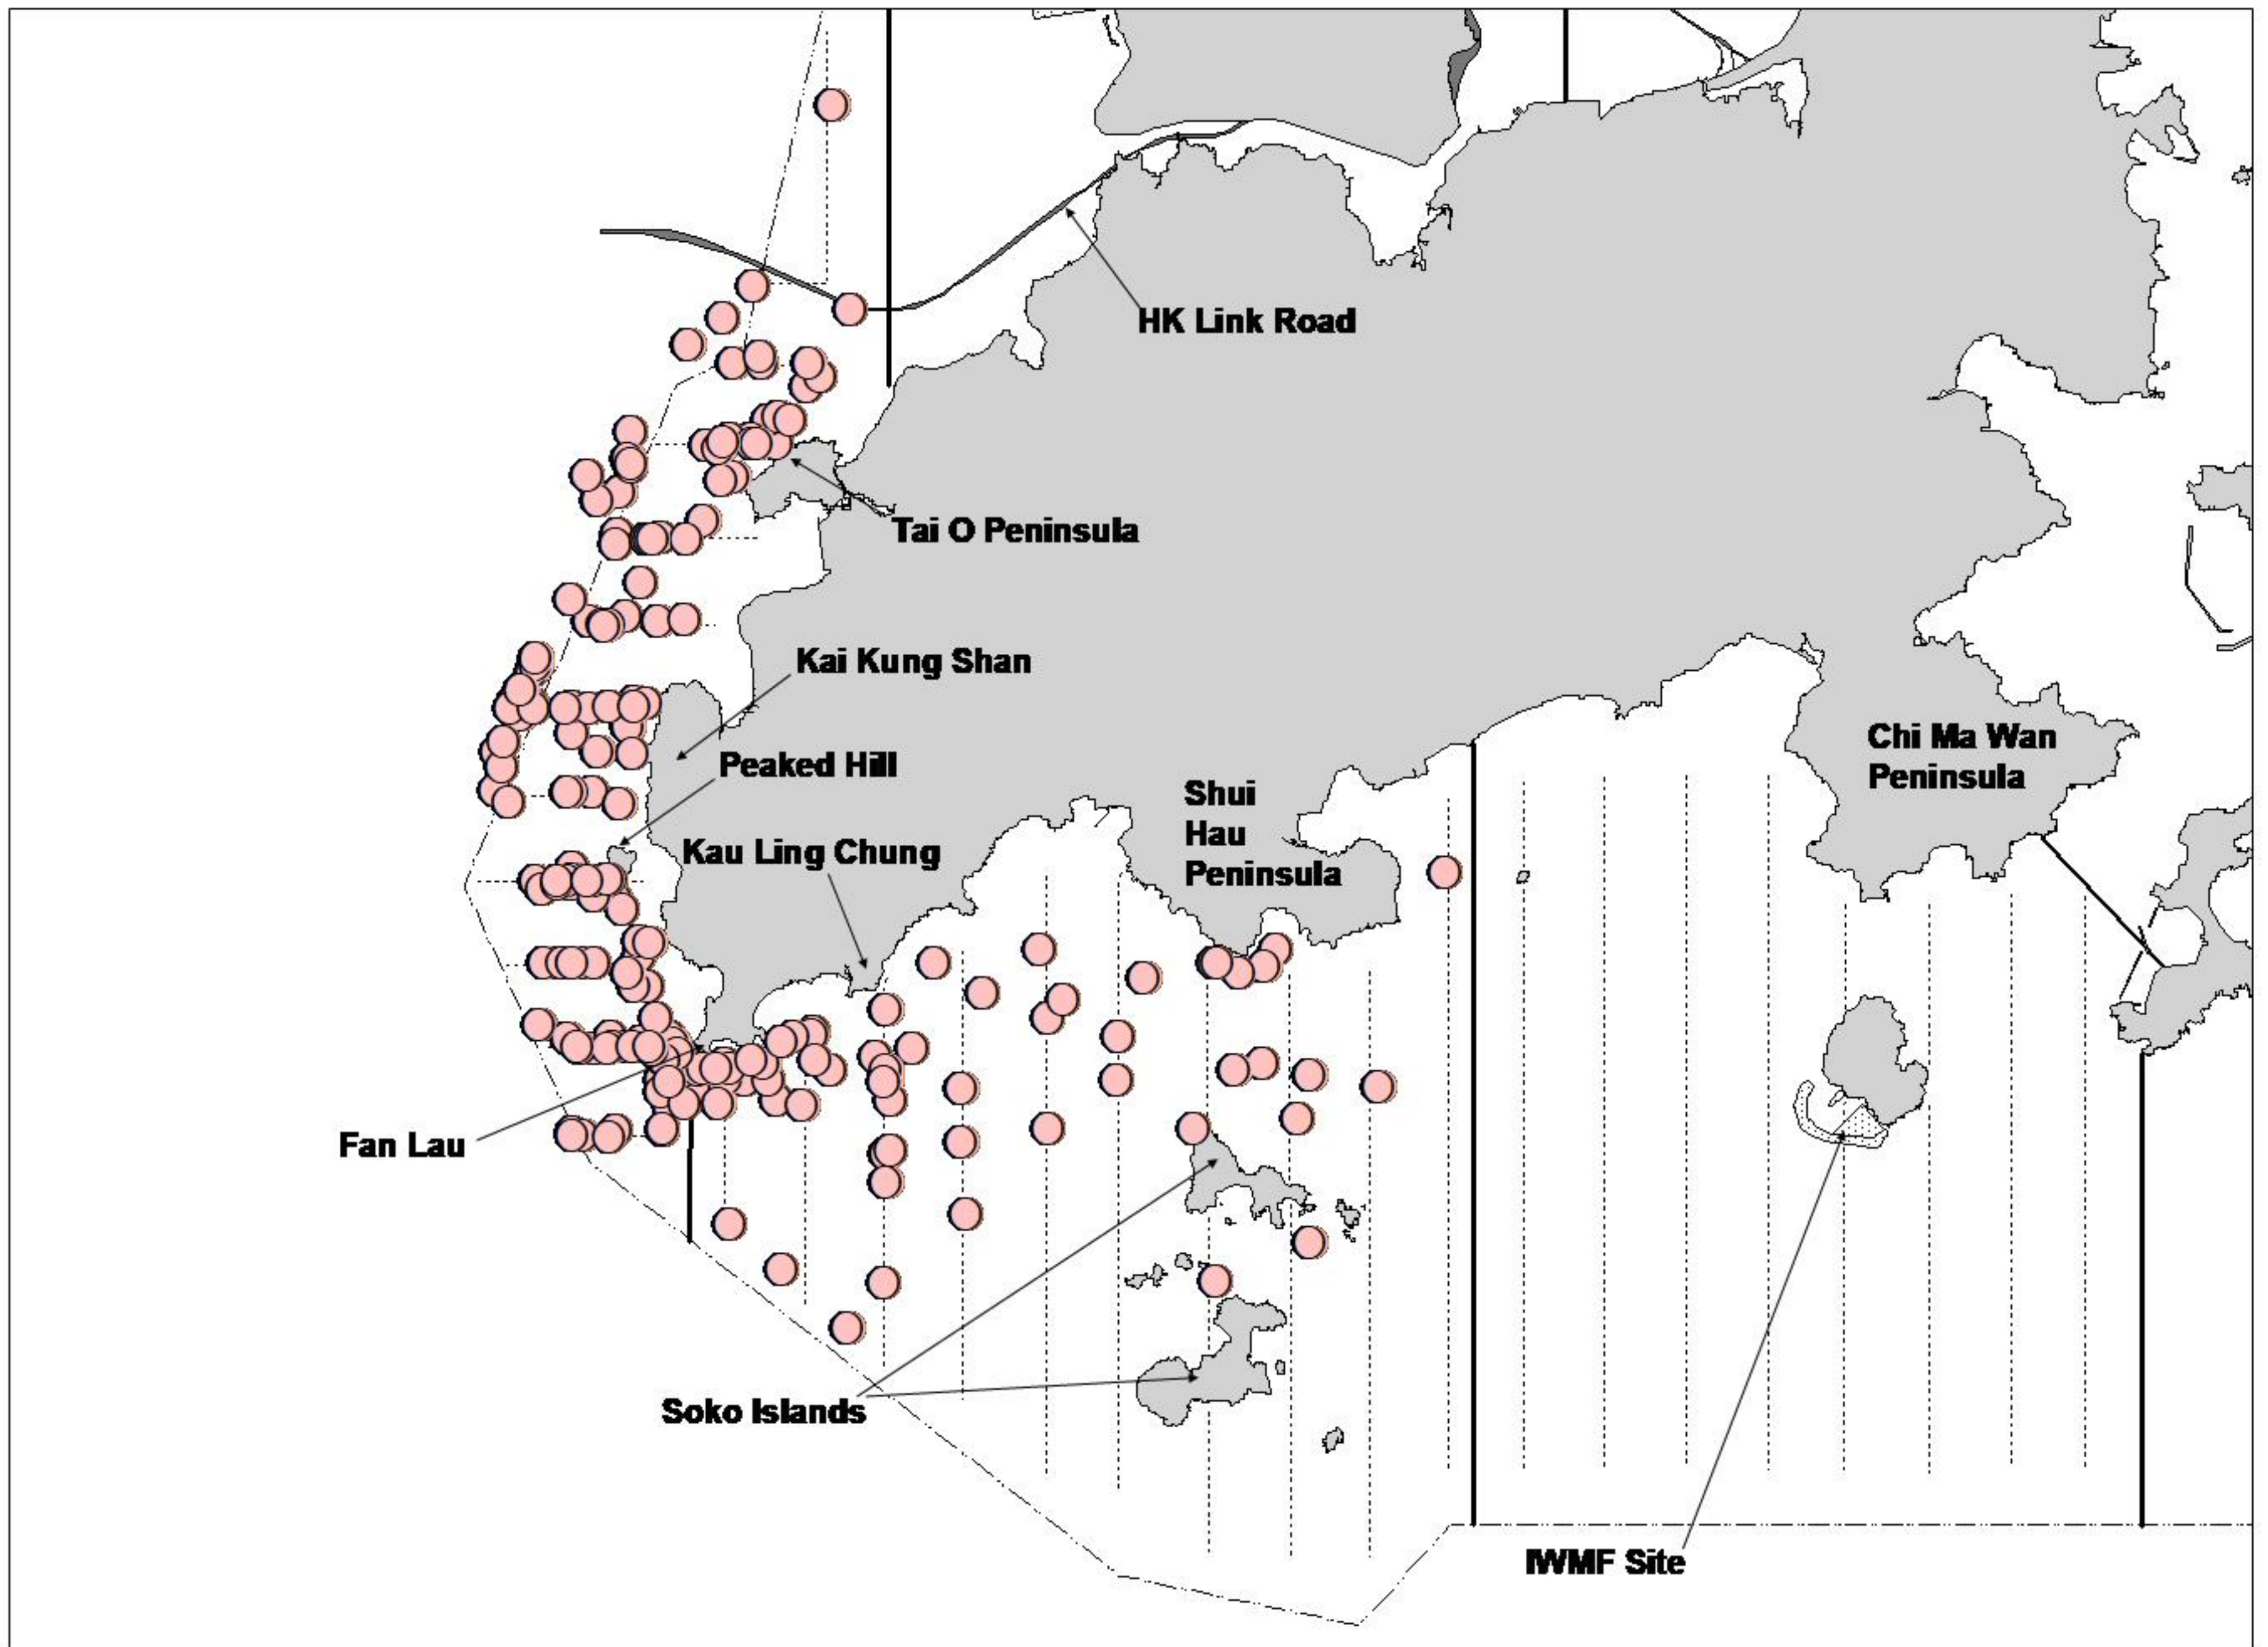 HK Link Road
Tai O Peninsula
Kai Kung Shan
Chi Ma Wan
Peninsula
Peaked Hill
Shui
Hau
Peninsula
Kau Ling Chung
Fan Lau
Soko Islands
IWMF Site